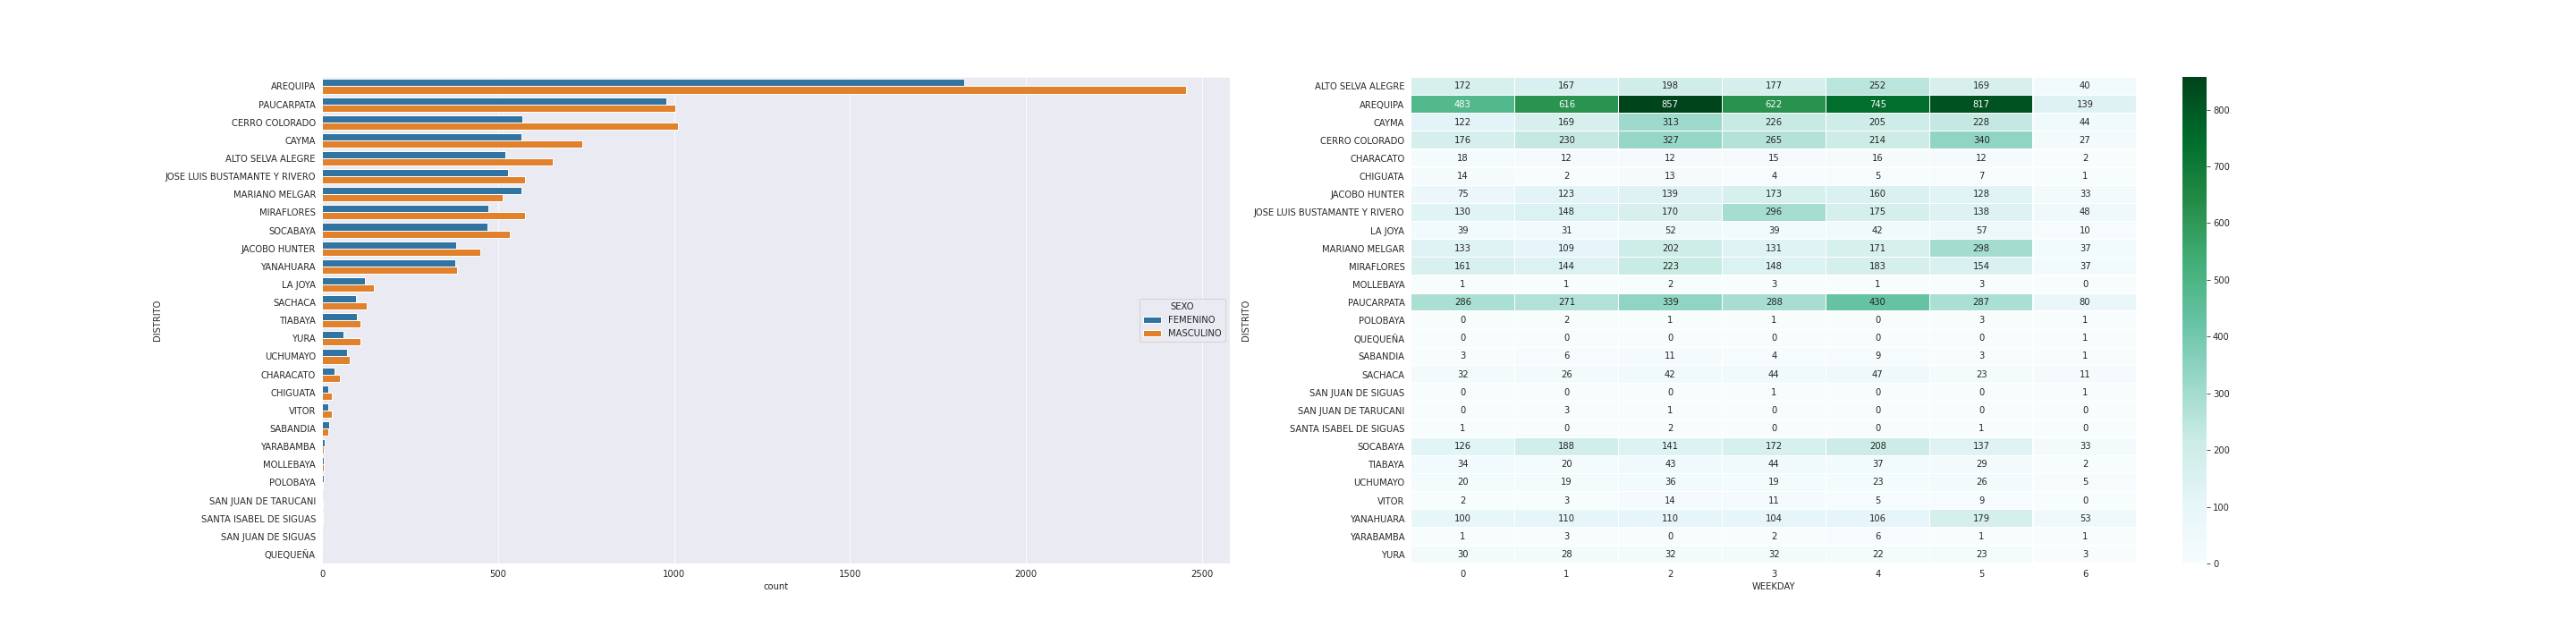 AREQUIPA
PAUCARPATA
CERRO COLORADO
CAYMA
ALTO SELVA ALEGRE
JOSE LUIS BUSTAMANTE Y RIVERO
MARIANO MELGAR
MIRAFLORES
SOCABAYA
JACOBO HUNTER
YANAHUARA
LA JOYA
SACHACA
TIABAYA
YURA
UCHUMAYO
CHARACATO
CHIGUATA
VITOR
SABANDIA
YARABAMBA
MOLLEBAYA
POLOBAYA
SAN JUAN DE TARUCANI
SANTA ISABEL DE SIGUAS
SAN JUAN DE SIGUAS
QUEQUEÑA
DISTRITO
0 500 1000 1500 2000 2500
count
SEXO
FEMENINO
MASCULINO
DISTRITO
ALTO SELVA ALEGRE 172 167 198 177 252 169 40
AREQUIPA 483 616 857 622 745 817 139
CAYMA 122 169 313 226 205 228 44
CERRO COLORADO 176 230 327 265 214 340 27
CHARACATO 18 12 12 15 16 12 2
CHIGUATA 14 2 13 4 5 7 1
JACOBO HUNTER 75 123 139 173 160 128 33
JOSE LUIS BUSTAMANTE Y RIVERO 130 148 170 296 175 138 48
LA JOYA 39 31 52 39 42 57 10
MARIANO MELGAR 133 109 202 131 171 298 37
MIRAFLORES 161 144 223 148 183 154 37
MOLLEBAYA 1 1 2 3 1 3 0
PAUCARPATA 286 271 339 288 430 287 80
POLOBAYA 0 2 1 1 0 3 1
QUEQUEÑA 0 0 0 0 0 0 1
SABANDIA 3 6 11 4 9 3 1
SACHACA 32 26 42 44 47 23 11
SAN JUAN DE SIGUAS 0 0 0 1 0 0 1
SAN JUAN DE TARUCANI 0 3 1 0 0 0 0
SANTA ISABEL DE SIGUAS 1 0 2 0 0 1 0
SOCABAYA 126 188 141 172 208 137 33
TIABAYA 34 20 43 44 37 29 2
UCHUMAYO 20 19 36 19 23 26 5
VITOR 2 3 14 11 5 9 0
YANAHUARA 100 110 110 104 106 179 53
YARABAMBA 1 3 0 2 6 1 1
YURA 30 28 32 32 22 23 3
0 1 2 3 4 5 6
WEEKDAY
800
700
600
500
400
300
200
100
0